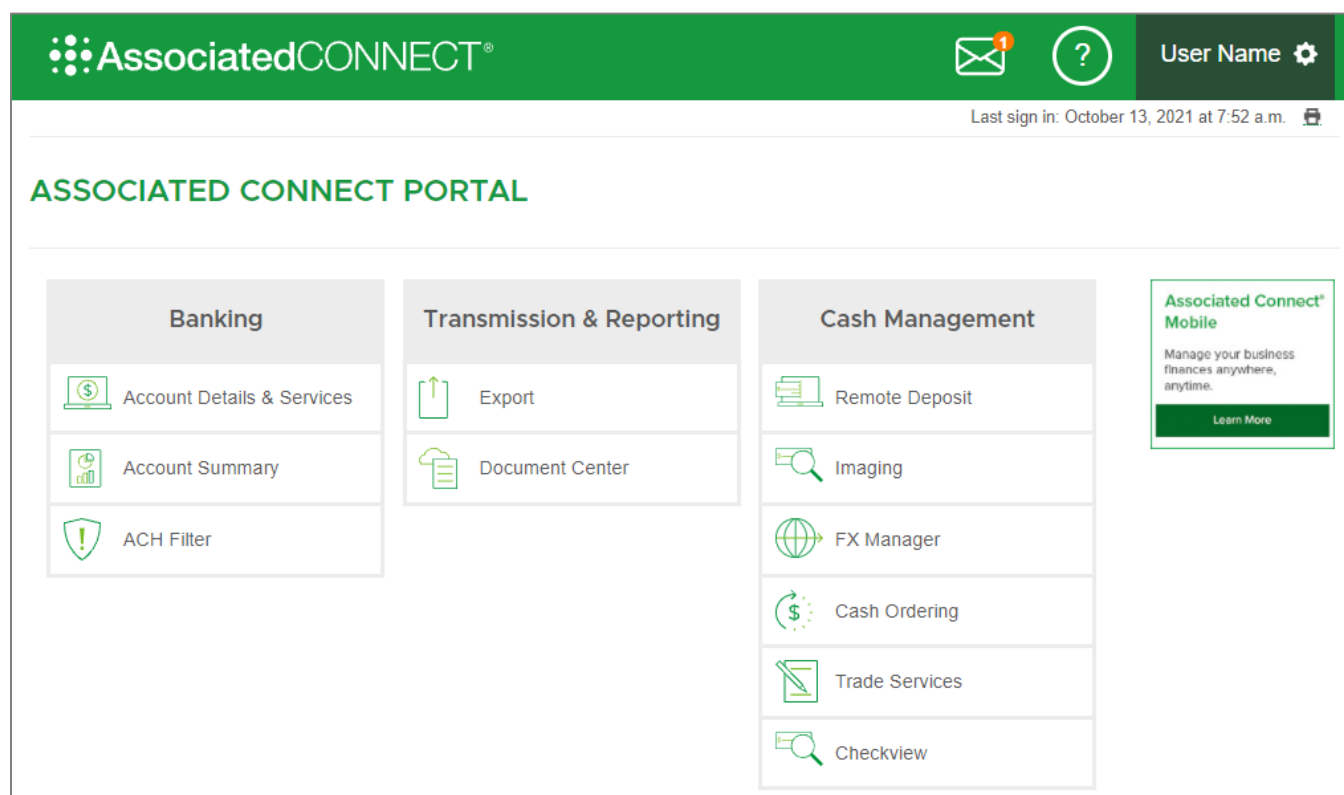 AssociatedCONNECT®
1
?
User Name
Last sign in: October 13, 2021 at 7:52 a.m.
ASSOCIATED CONNECT PORTAL
Banking
Account Details & Services
Account Summary
ACH Filter
Transmission & Reporting
Export
Document Center
Cash Management
Remote Deposit
Imaging
FX Manager
Cash Ordering
Trade Services
Checkview
Associated Connect®
Mobile
Manage your business
finances anywhere,
anytime.
Learn More